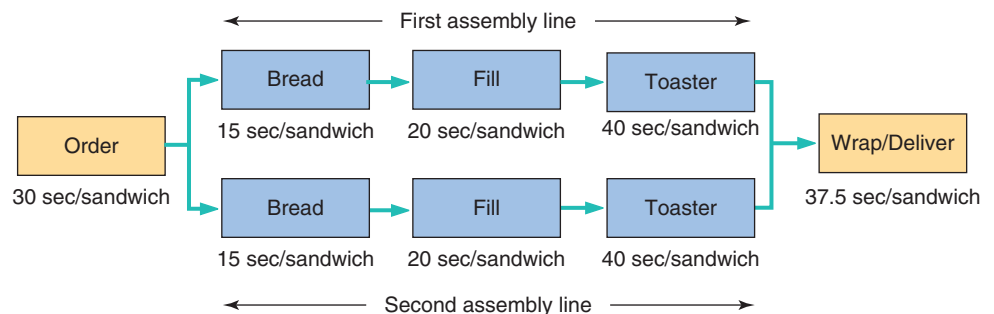 First assembly line
Bread
Fill
Toaster
15 sec/sandwich
20 sec/sandwich
40 sec/sandwich
Order
30 sec/sandwich
Wrap/Deliver
37.5 sec/sandwich
Bread
Fill
Toaster
15 sec/sandwich
20 sec/sandwich
40 sec/sandwich
Second assembly line